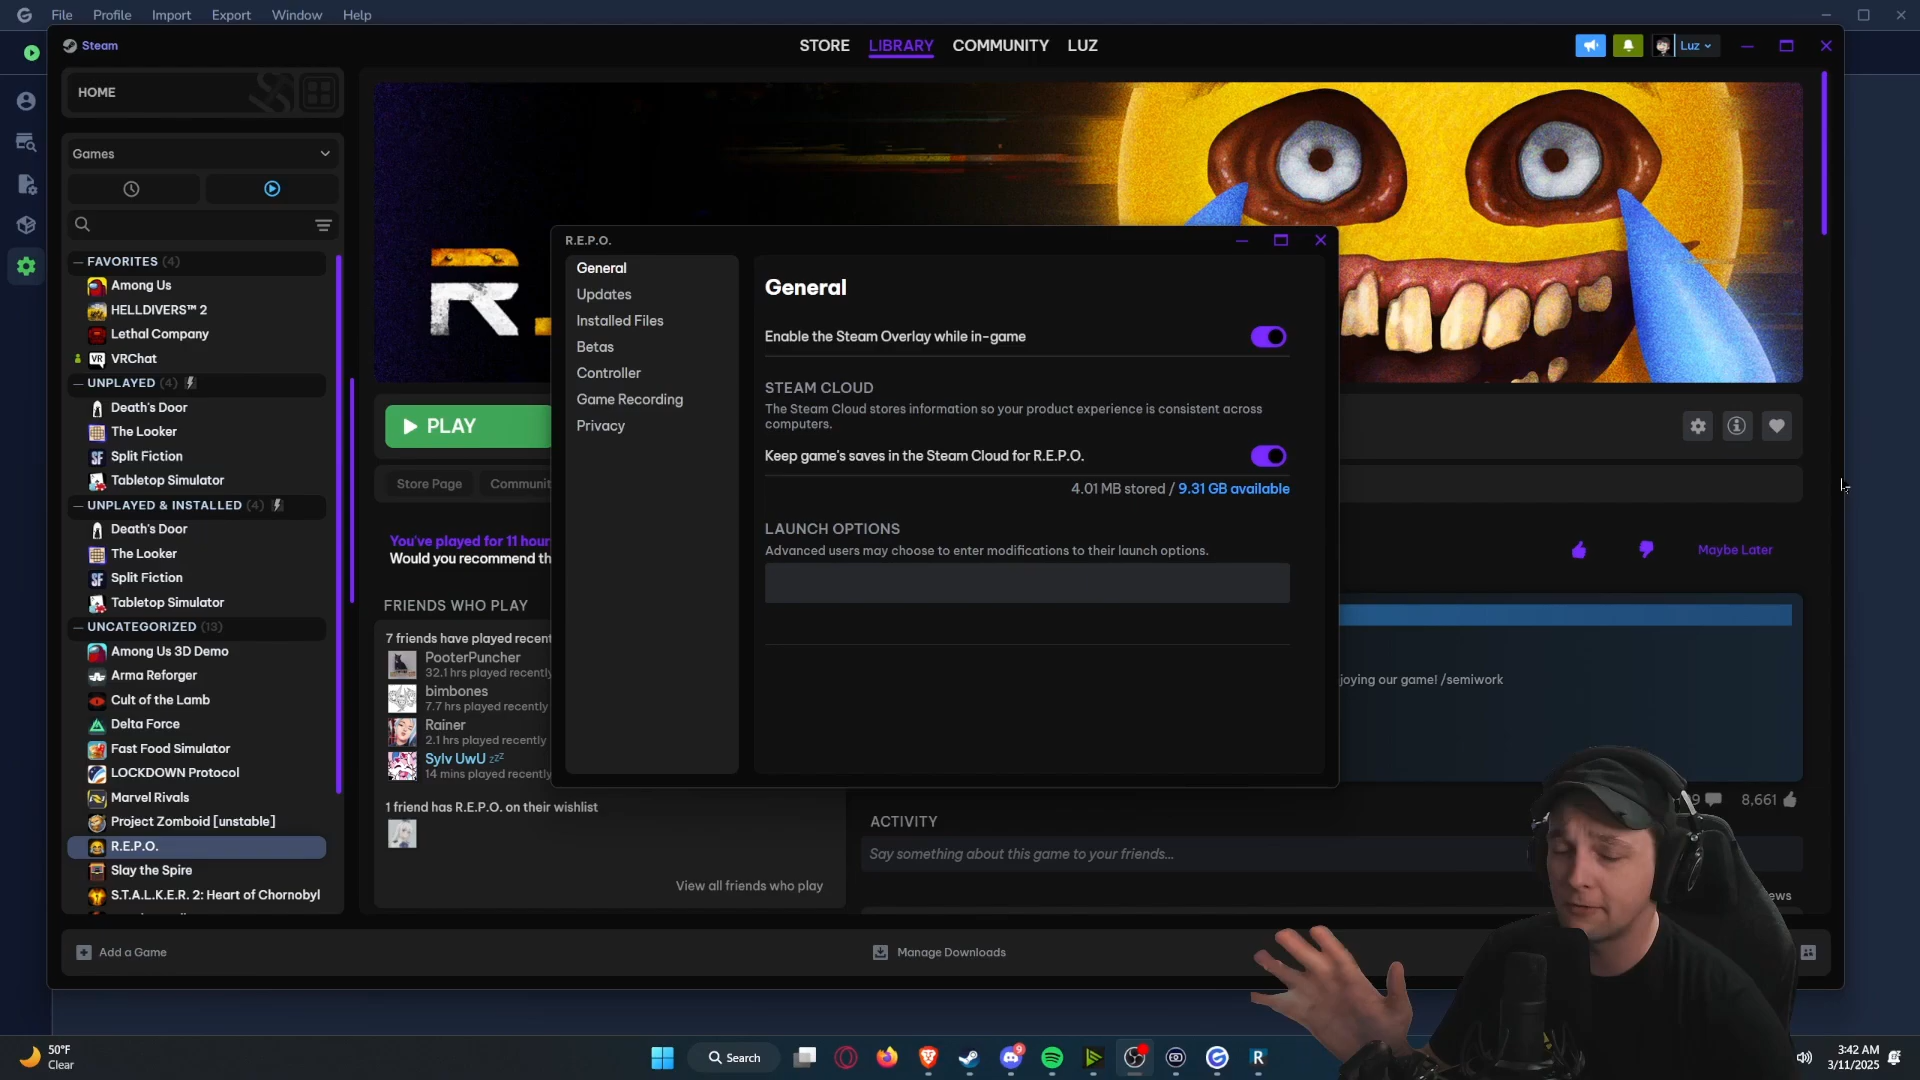 File Profile Import Export Window Help
Steam
STORE LIBRARY COMMUNITY LUZ
Luz
HOME
Games
FAVORITES (4)
Among Us
HELLDIVERS™ 2
Lethal Company
VRChat
VR
UNPLAYED (4)
Death's Door
The Looker
Split Fiction
SF
Tabletop Simulator
UNPLAYED & INSTALLED (4)
Death's Door
The Looker
Split Fiction
SF
Tabletop Simulator
UNCATEGORIZED (13)
Among Us 3D Demo
Arma Reforger
Cult of the Lamb
Delta Force
Fast Food Simulator
LOCKDOWN Protocol
Marvel Rivals
Project Zomboid [unstable]
R.E.P.O.
Slay the Spire
S.T.A.L.K.E.R. 2: Heart of Chornobyl
R.
PLAY
Store Page
Communit
You've played for 11 hour
Would you recommend th
Maybe Later
FRIENDS WHO PLAY
7 friends have played recent
PooterPuncher
32.1 hrs played recently
bimbones
7.7 hrs played recently
Rainer
2.1 hrs played recently
Sylv UwU zzZ
14 mins played recently
1 friend has R.E.P.O. on their wishlist
View all friends who play
R.E.P.O.
General
Updates
Installed Files
Betas
Controller
Game Recording
Privacy
General
Enable the Steam Overlay while in-game
STEAM CLOUD
The Steam Cloud stores information so your product experience is consistent across
computers.
Keep game's saves in the Steam Cloud for R.E.P.O.
4.01 MB stored / 9.31 GB available
LAUNCH OPTIONS
Advanced users may choose to enter modifications to their launch options.
joying our game! /semiwork
8,661
ACTIVITY
Say something about this game to your friends...
ews
Add a Game
Manage Downloads
50°F
Clear
Search
9
R
3:42 AM
3/11/2025